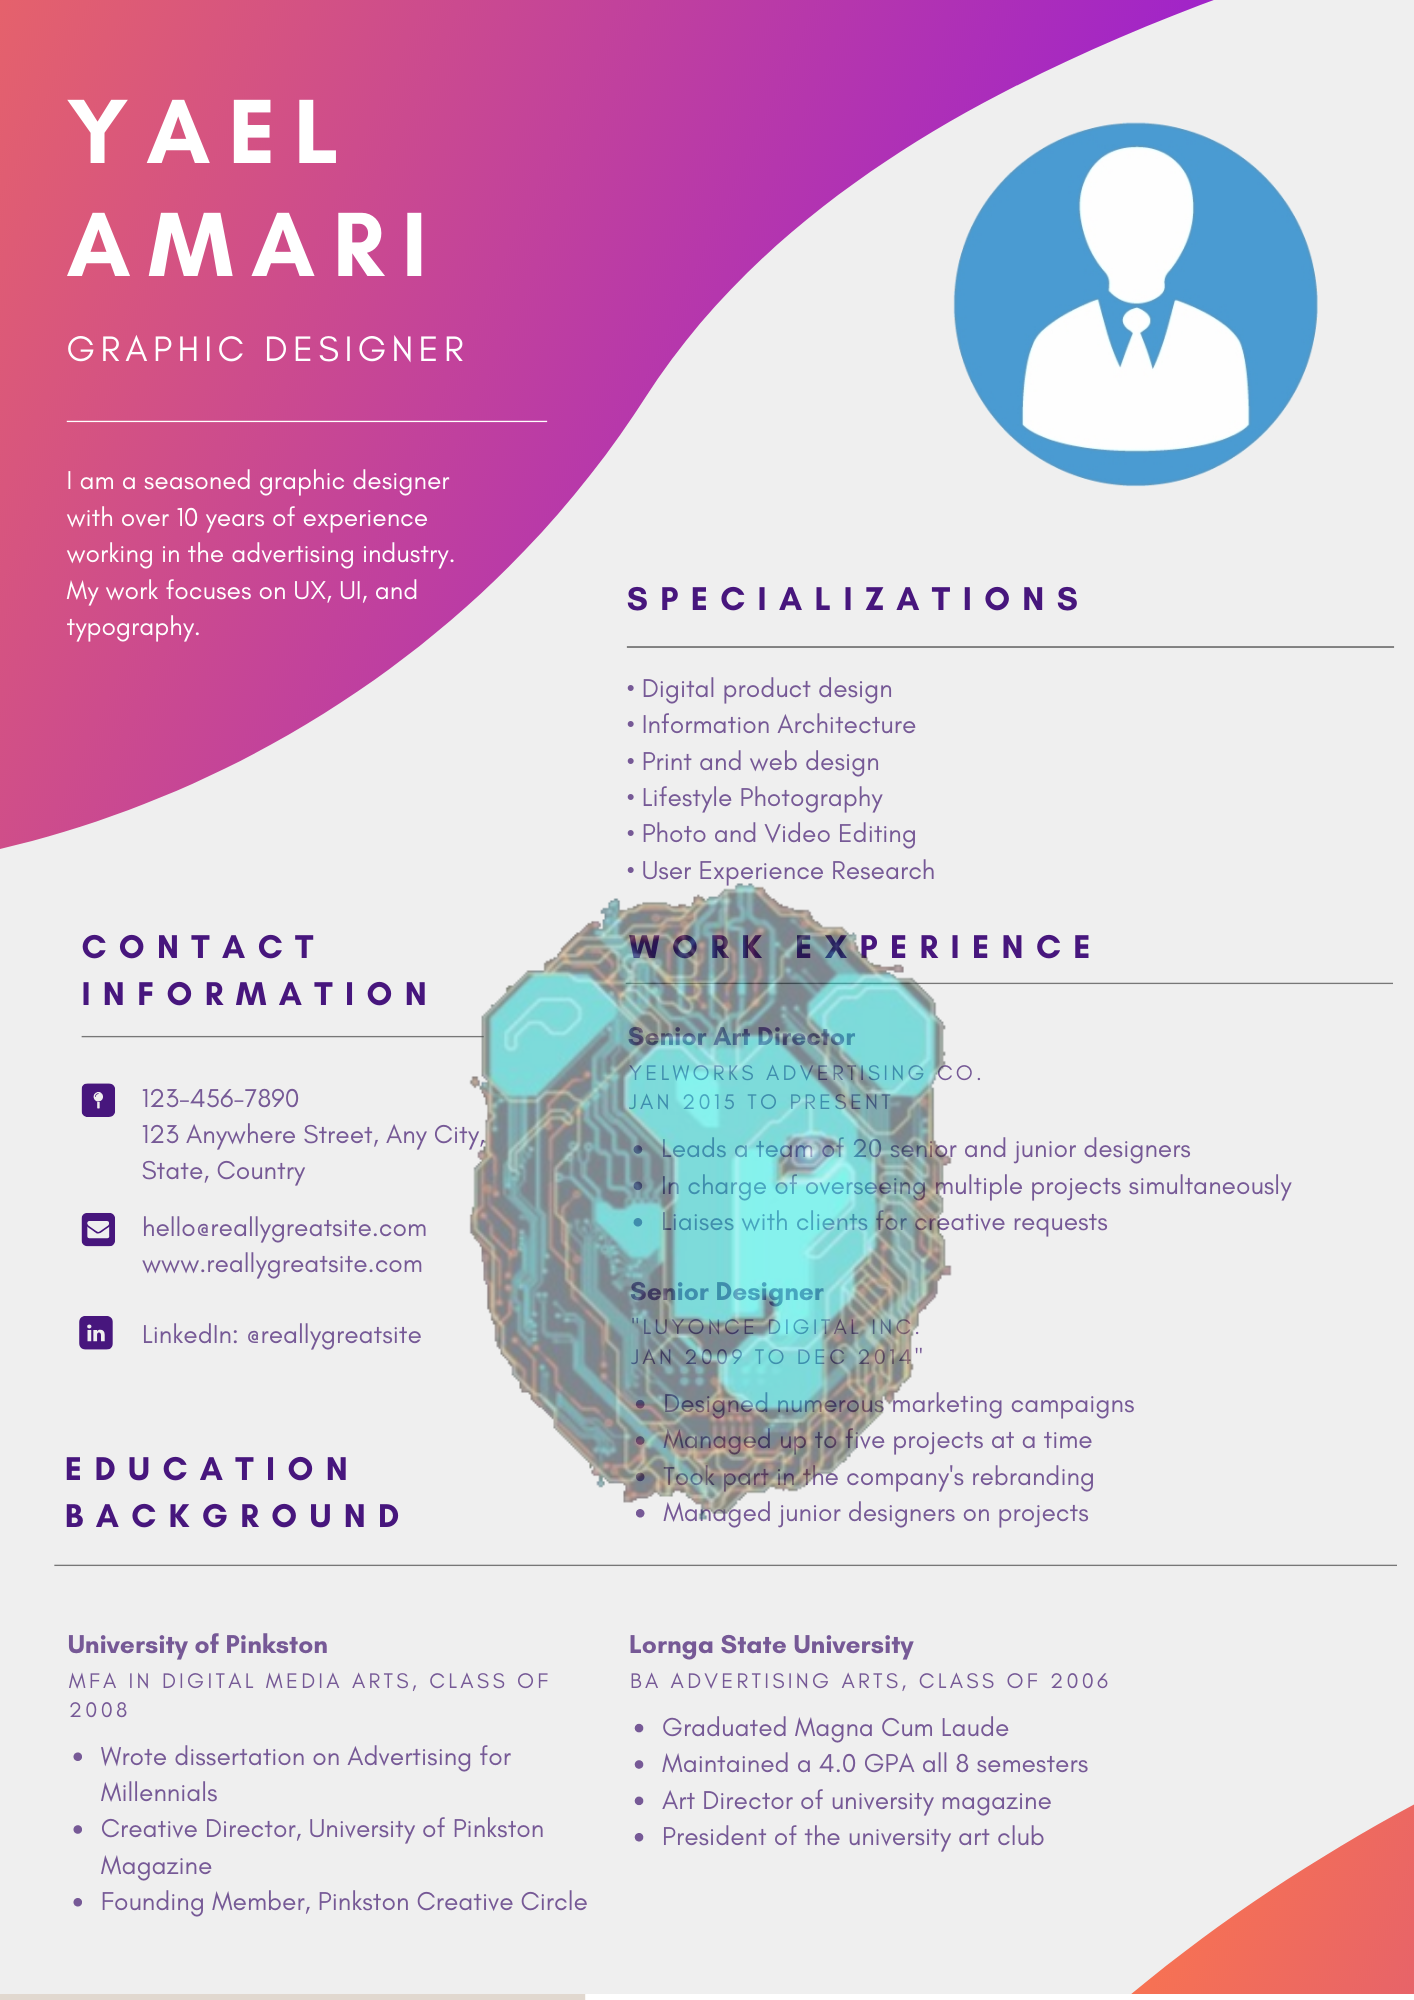 YAEL
AMARI
GRAPHIC DESIGNER
I am a seasoned graphic designer
with over 10 years of experience
working in the advertising industry.
My work focuses on UX, UI, and
typography.
SPECIALIZATIONS
• Digital product design
• Information Architecture
• Print and web design
• Lifestyle Photography
• Photo and Video Editing
• User Experience Research
CONTACT
INFORMATION
123-456-7890
123 Anywhere Street, Any City,
State, Country
hello@reallygreatsite.com
www.reallygreatsite.com
in
LinkedIn: @reallygreatsite
WORK EXPERIENCE
Senior Art Director
YELWORKS ADVERTISING CO.
JAN 2015 TO PRESENT
• Leads a team of 20 senior and junior designers
• In charge of overseeing multiple projects simultaneously
• Liaises with clients for creative requests
Senior Designer
"LUYONCE DIGITAL INC.
JAN 2009 TO DEC 2014"
• Designed numerous marketing campaigns
• Managed up to five projects at a time
• Took part in the company's rebranding
• Managed junior designers on projects
EDUCATION
BACKGROUND
University of Pinkston
MFA IN DIGITAL MEDIA ARTS, CLASS OF
2008
• Wrote dissertation on Advertising for
Millennials
• Creative Director, University of Pinkston
Magazine
• Founding Member, Pinkston Creative Circle
Lornga State University
BA ADVERTISING ARTS, CLASS OF 2006
• Graduated Magna Cum Laude
• Maintained a 4.0 GPA all 8 semesters
• Art Director of university magazine
• President of the university art club